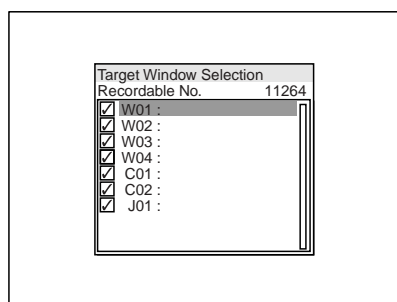 Target Window Selection
Recordable No. 11264
W01 :
W02 :
W03 :
W04 :
C01 :
C02 :
J01 :